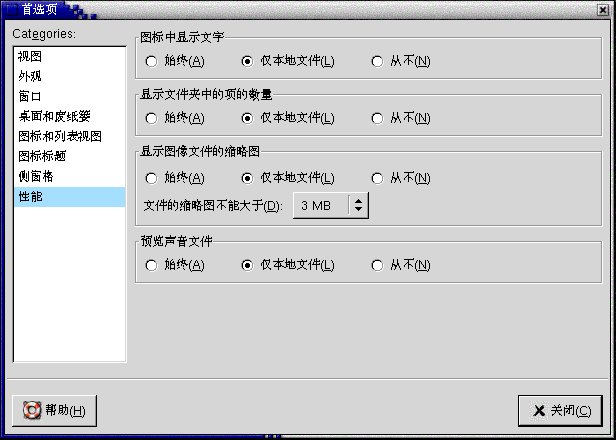 首选项
Categories:
视图
外观
窗口
桌面和废纸篓
图标和列表视图
图标标题
侧窗格
性能
图标中显示文字
始终(A) 仅本地文件(L) 从不(N)
显示文件夹中的项的数量
始终(A) 仅本地文件(L) 从不(N)
显示图像文件的缩略图
始终(A) 仅本地文件(L) 从不(N)
文件的缩略图不能大于(D): 3 MB
预览声音文件
始终(A) 仅本地文件(L) 从不(N)
帮助(H) 关闭(C)